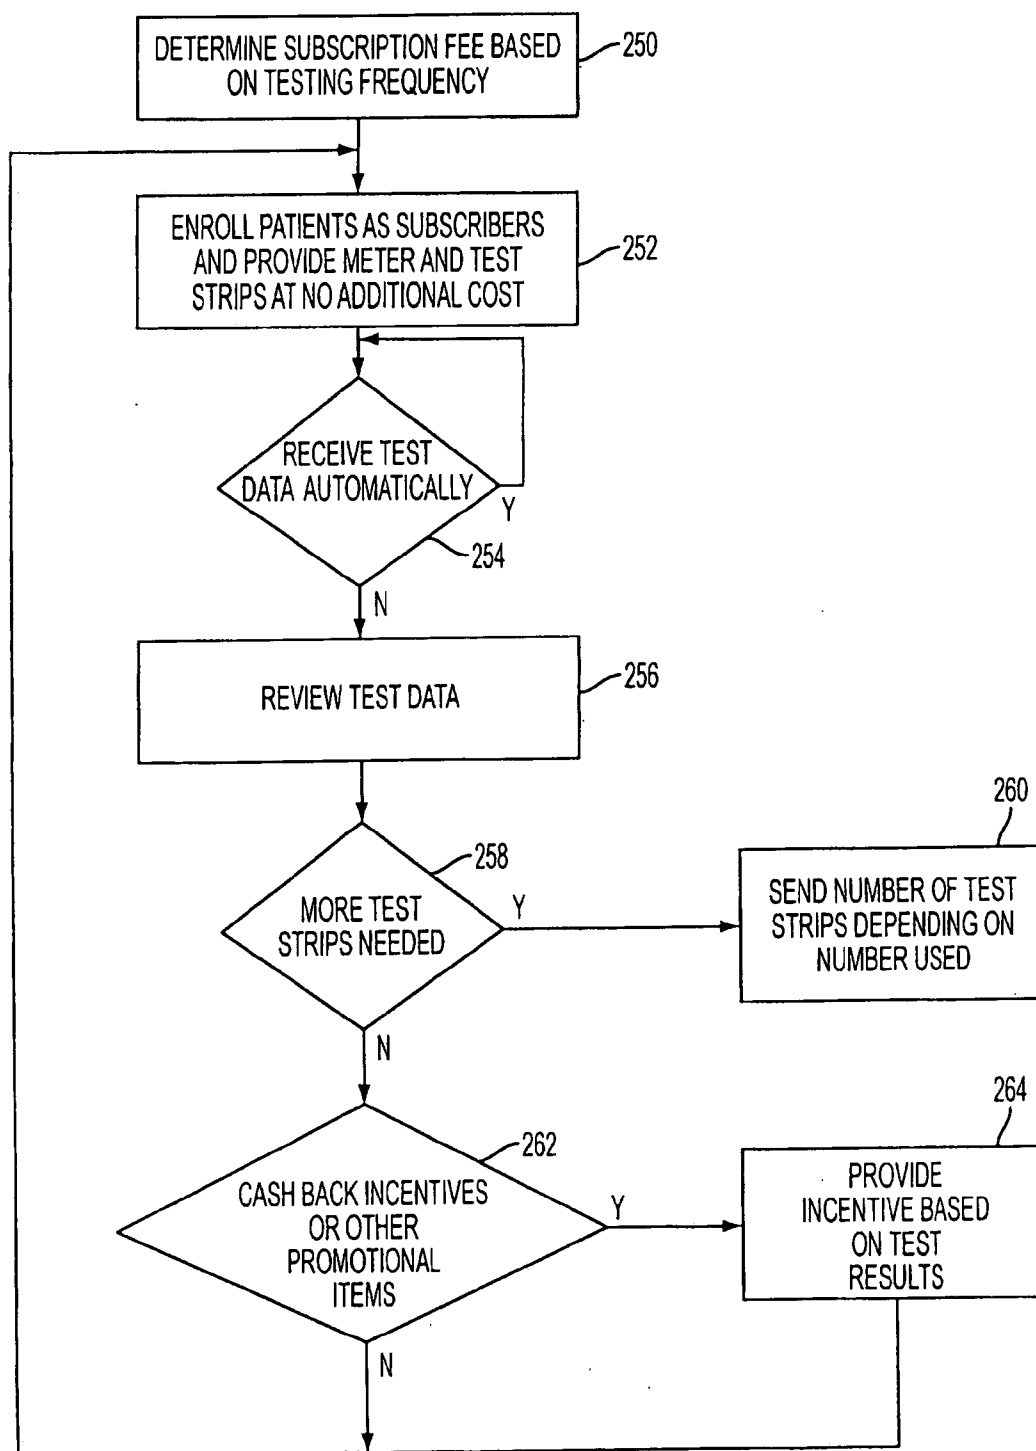 DETERMINE SUBSCRIPTION FEE BASED
ON TESTING FREQUENCY
250
ENROLL PATIENTS AS SUBSCRIBERS
AND PROVIDE METER AND TEST
STRIPS AT NO ADDITIONAL COST
252
RECEIVE TEST
DATA AUTOMATICALLY
Y
254
N
REVIEW TEST DATA
256
MORE TEST
STRIPS NEEDED
258
Y
260
SEND NUMBER OF TEST
STRIPS DEPENDING ON
NUMBER USED
N
CASH BACK INCENTIVES
OR OTHER
PROMOTIONAL
ITEMS
262
Y
264
PROVIDE
INCENTIVE BASED
ON TEST
RESULTS
N